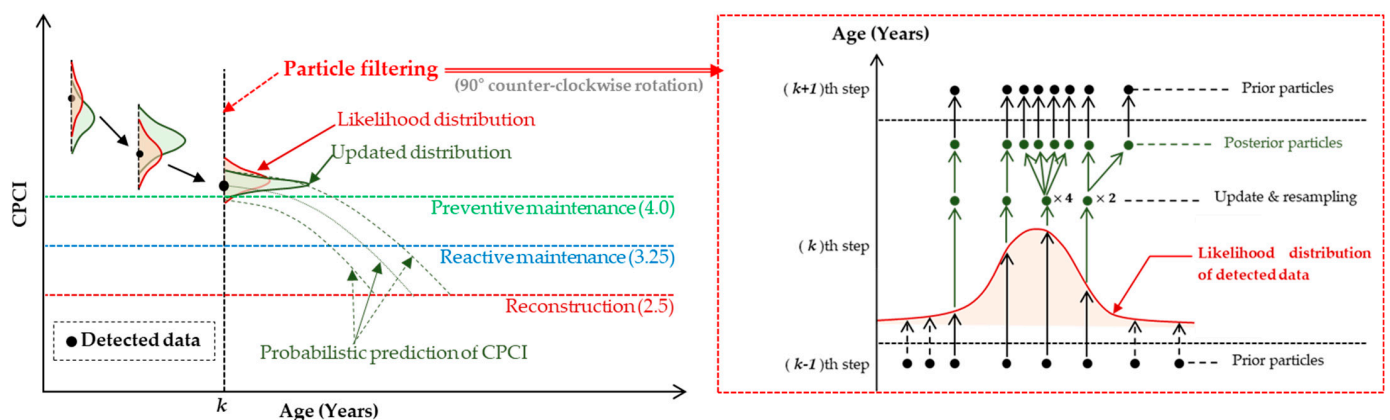 Particle filtering
(90° counter-clockwise rotation)
Likelihood distribution
Updated distribution
CPCI
Preventive maintenance (4.0)
Reactive maintenance (3.25)
Reconstruction (2.5)
Detected data
Probabilistic prediction of CPCI
k
Age (Years)
Age (Years)
(k+1)th step
Prior particles
Posterior particles
× 4
× 2
Update & resampling
(k)th step
Likelihood distribution
of detected data
(k-1)th step
Prior particles